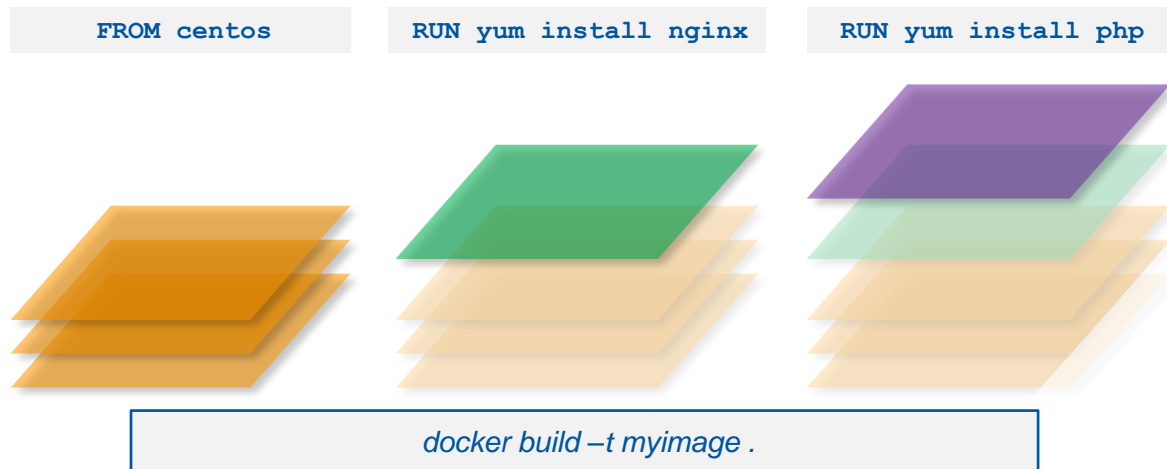 FROM centos
RUN yum install nginx
RUN yum install php
docker build –t myimage .